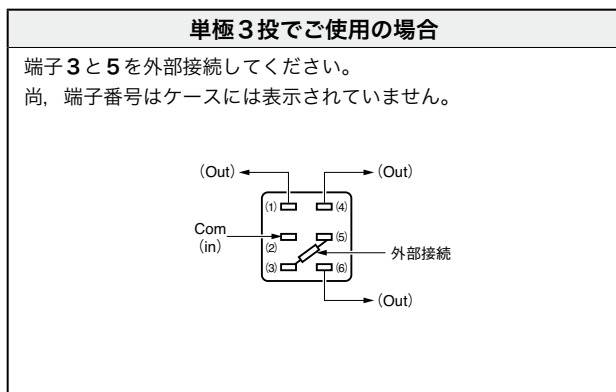 単極3投でご使用の場合
端子3と5を外部接続してください。
尚，端子番号はケースには表示されていません。
(Out) (Out)
(1) (4)
Com
(in)
(2) (5)
外部接続
(3) (6)
(Out)